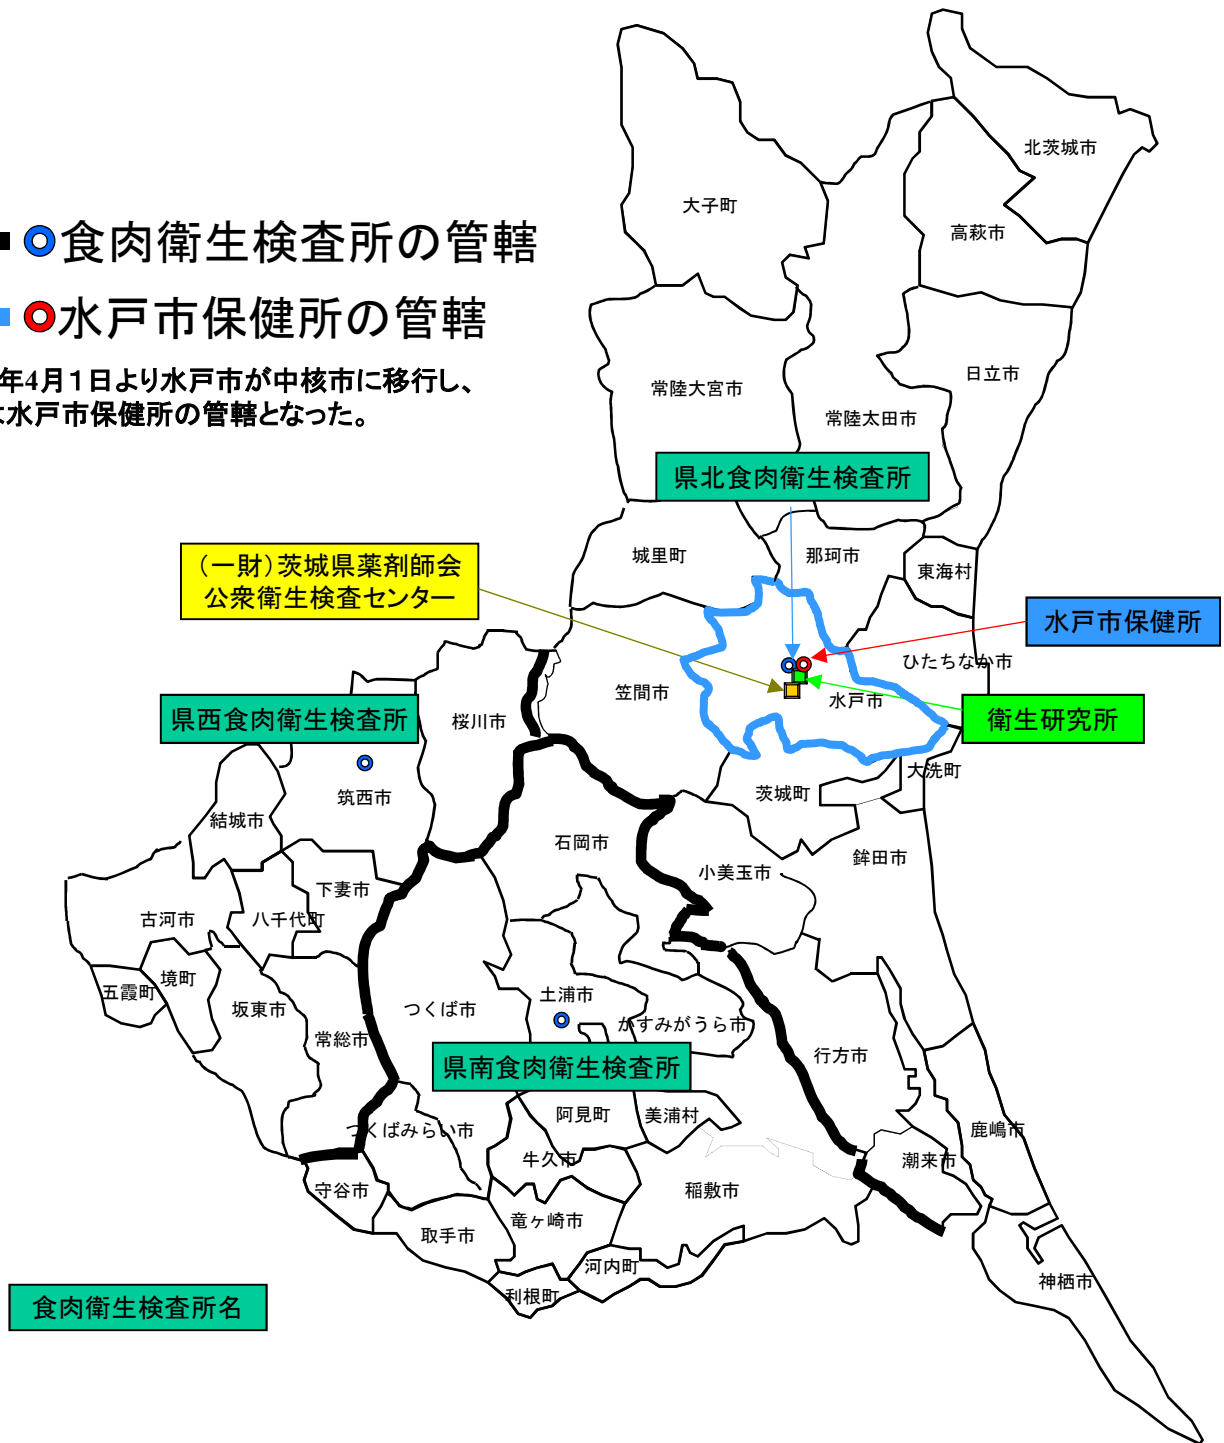 食肉衛生検査所の管轄
水戸市保健所の管轄
年4月１日より水戸市が中核市に移行し、
水戸市保健所の管轄となった。
北茨城市
大子町
高萩市
日立市
常陸大宮市
常陸太田市
県北食肉衛生検査所
城里町
那珂市
東海村
（一財）茨城県薬剤師会
公衆衛生検査センター
水戸市保健所
ひたちなか市
笠間市
水戸市
衛生研究所
県西食肉衛生検査所
桜川市
大洗町
茨城町
筑西市
結城市
石岡市
小美玉市
鉾田市
下妻市
古河市
八千代町
境町
五霞町
坂東市
つくば市
土浦市
かすみがうら市
常総市
行方市
県南食肉衛生検査所
阿見町
美浦村
つくばみらい市
鹿嶋市
牛久市
潮来市
守谷市
稲敷市
竜ヶ崎市
取手市
河内町
利根町
神栖市
食肉衛生検査所名